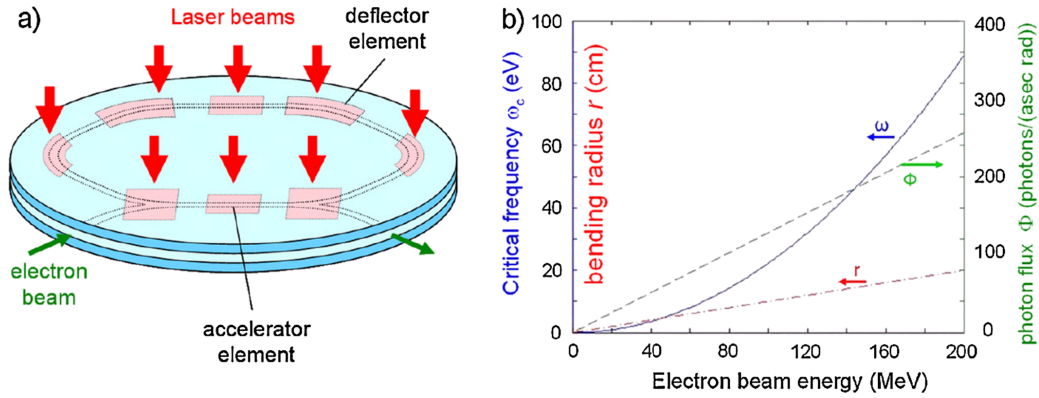 a)
Laser beams
deflector
element
electron
beam
accelerator
element
b)
Critical frequency ω_c (eV)
bending radius r (cm)
100
80
60
40
20
0
ε
Φ
r
400
300
200
100
0
photon flux Φ (photons/(asec rad))
0 40 80 120 160 200
Electron beam energy (MeV)